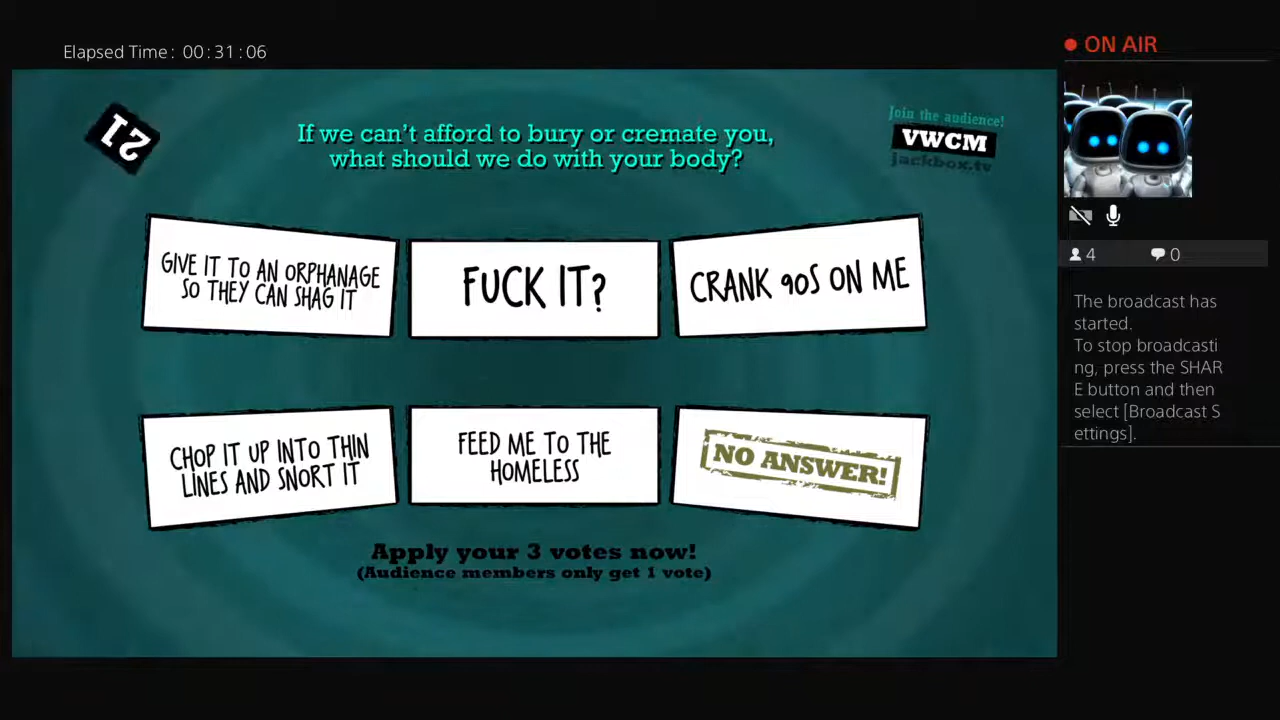 Elapsed Time: 00:31:06
ON AIR
21
If we can't afford to bury or cremate you,
what should we do with your body?
Join the audience!
VWCM
jackbox.tv
GIVE IT TO AN ORPHANAGE
SO THEY CAN SHAG IT
FUCK IT?
CRANK 90S ON ME
CHOP IT UP INTO THIN
LINES AND SNORT IT
FEED ME TO THE
HOMELESS
NO ANSWER!
Apply your 3 votes now!
(Audience members only get 1 vote)
4
0
The broadcast has
started.
To stop broadcasti
ng, press the SHAR
E button and then
select [Broadcast S
ettings].